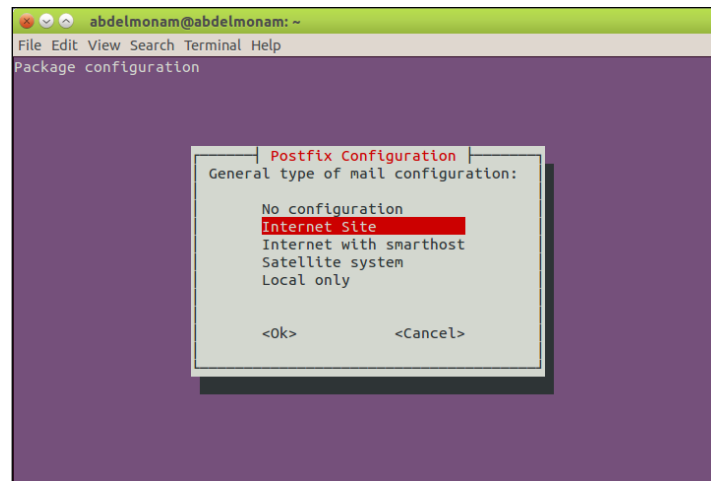 abdelmonam@abdelmonam: ~
File Edit View Search Terminal Help
Package configuration
Postfix Configuration
General type of mail configuration:
No configuration
Internet Site
Internet with smarthost
Satellite system
Local only
<Ok> <Cancel>